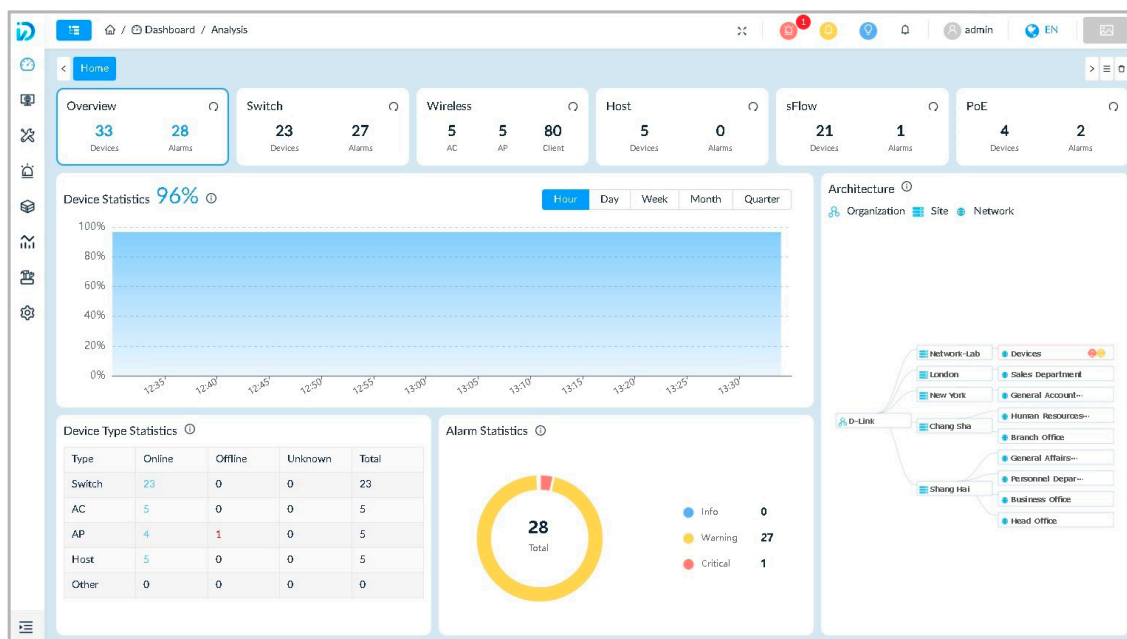 / Dashboard / Analysis
1
admin
EN
Home
Overview
33 28
Devices Alarms
Switch
23 27
Devices Alarms
Wireless
5 5 80
AC AP Client
Host
5 0
Devices Alarms
sFlow
21 1
Devices Alarms
PoE
4 2
Devices Alarms
Device Statistics 96%
Hour Day Week Month Quarter
100%
80%
60%
40%
20%
0%
12:35' 12:40' 12:45' 12:50' 12:55' 13:00' 13:05' 13:10' 13:15' 13:20' 13:25' 13:30'
Architecture
Organization Site Network
D-Link
Network-Lab Devices
London Sales Department
New York General Account···
Chang Sha
Human Resources···
Branch Office
Shang Hai
General Affairs···
Personnel Depar···
Business Office
Head Office
Device Type Statistics
Type Online Offline Unknown Total
Switch 23 0 0 23
AC 5 0 0 5
AP 4 1 0 5
Host 5 0 0 5
Other 0 0 0 0
Alarm Statistics
28
Total
Info 0
Warning 27
Critical 1